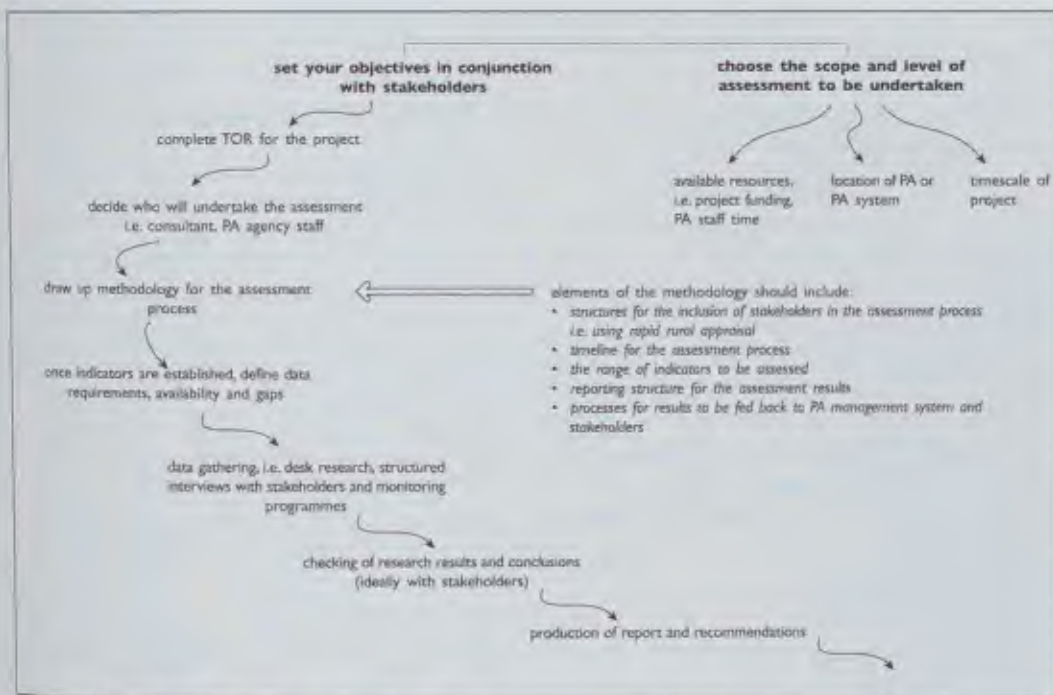 set your objectives in conjunction
with stakeholders
choose the scope and level of
assessment to be undertaken
complete TOR for the project
available resources,
i.e. project funding,
PA staff time
location of PA or
PA system
timescale of
project
decide who will undertake the assessment
i.e. consultant, PA agency staff
draw up methodology for the assessment
process
elements of the methodology should include:
• structures for the inclusion of stakeholders in the assessment process
i.e. using rapid rural appraisal
• timeline for the assessment process
• the range of indicators to be assessed
• reporting structure for the assessment results
• processes for results to be fed back to PA management system and
stakeholders
once indicators are established, define data
requirements, availability and gaps
data gathering, i.e. desk research, structured
interviews with stakeholders and monitoring
programmes
checking of research results and conclusions
(ideally with stakeholders)
production of report and recommendations